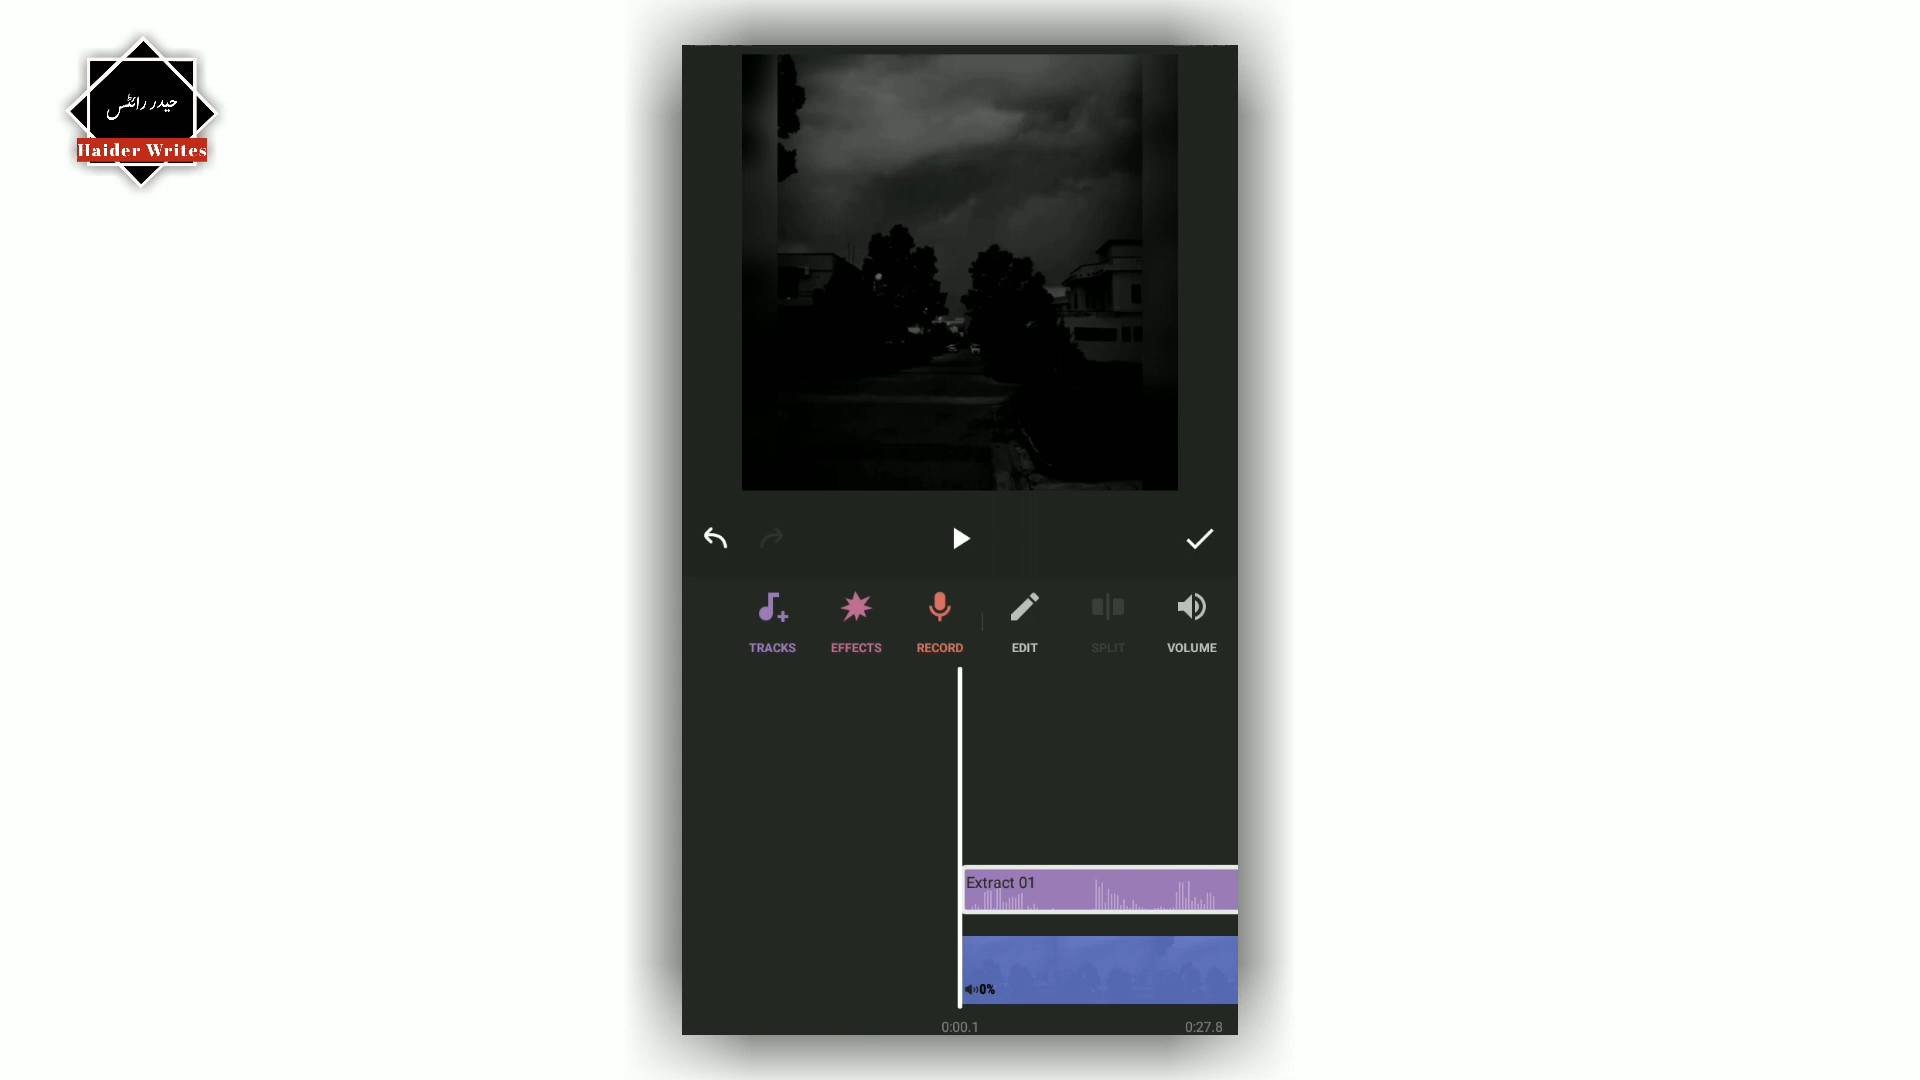 حیدر رائٹس
Haider Writes
TRACKS EFFECTS RECORD EDIT SPLIT VOLUME
Extract 01
0%
0:00.1 0:27.8